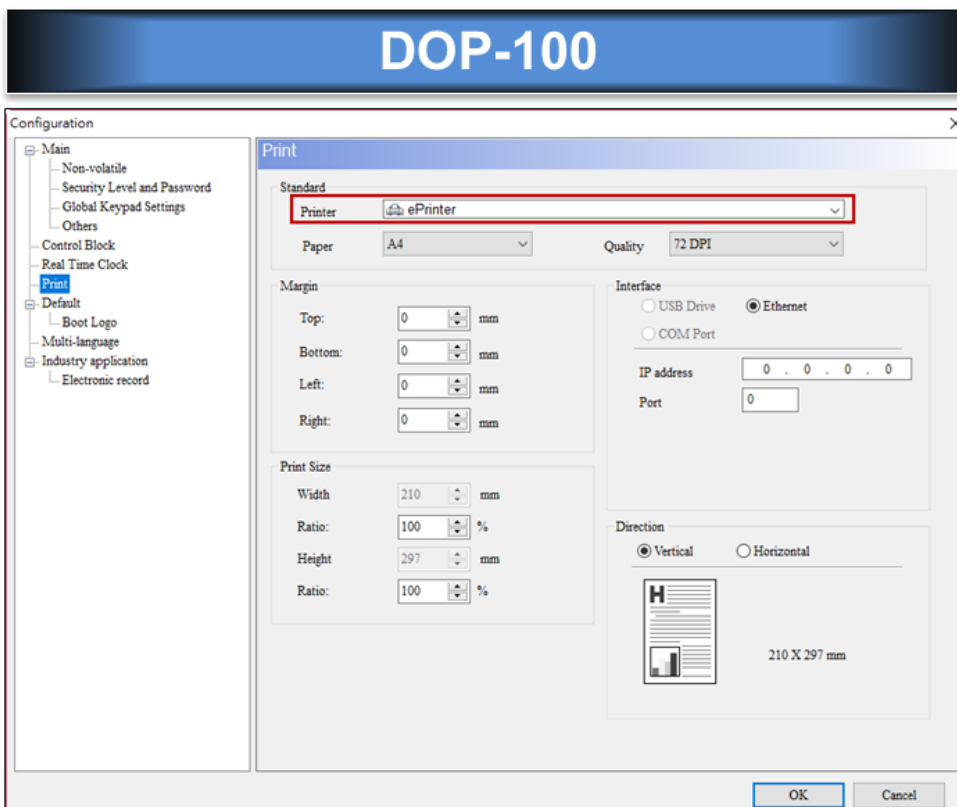 DOP-100
Configuration
Main
Non-volatile
Security Level and Password
Global Keypad Settings
Others
Control Block
Real Time Clock
Print
Default
Boot Logo
Multi-language
Industry application
Electronic record
Print
Standard
Printer ePrinter
Paper A4 Quality 72 DPI
Margin
Top: 0 mm
Bottom: 0 mm
Left: 0 mm
Right: 0 mm
Print Size
Width 210 mm
Ratio: 100 %
Height 297 mm
Ratio: 100 %
Interface
USB Drive Ethernet
COM Port
IP address 0 . 0 . 0 . 0
Port 0
Direction
Vertical Horizontal
H
210 X 297 mm
OK Cancel